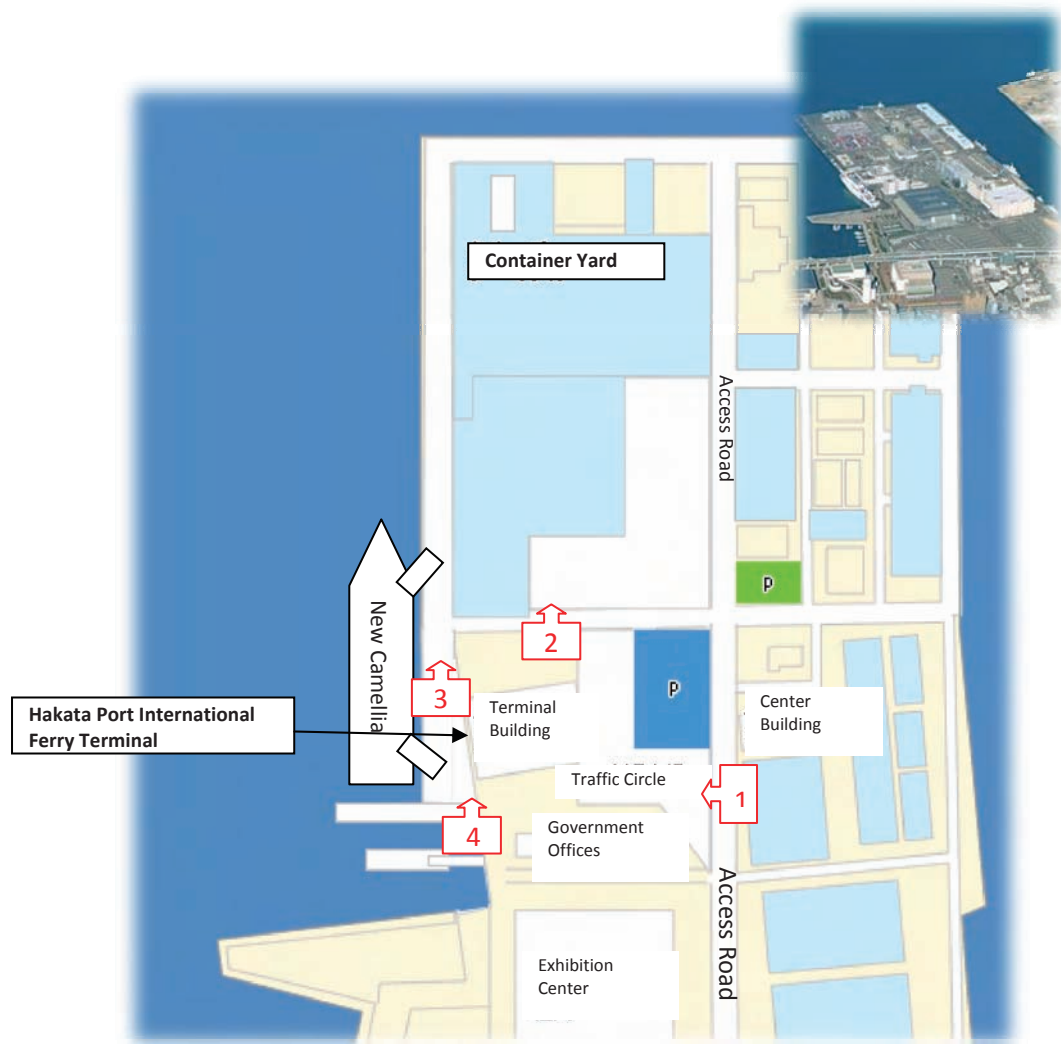 Container Yard
Access Road
P
New Camellia
2
3
P
Hakata Port International
Ferry Terminal
Terminal
Building
Center
Building
Traffic Circle
1
4
Government
Offices
Access Road
Exhibition
Center